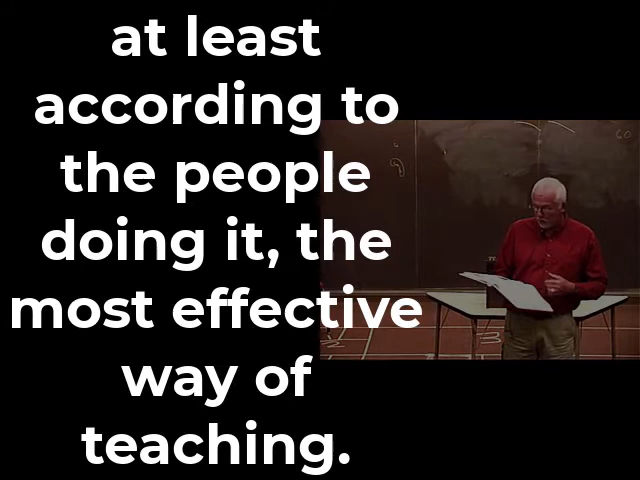 at least
according to
the people
doing it, the
most effective
way of
teaching.